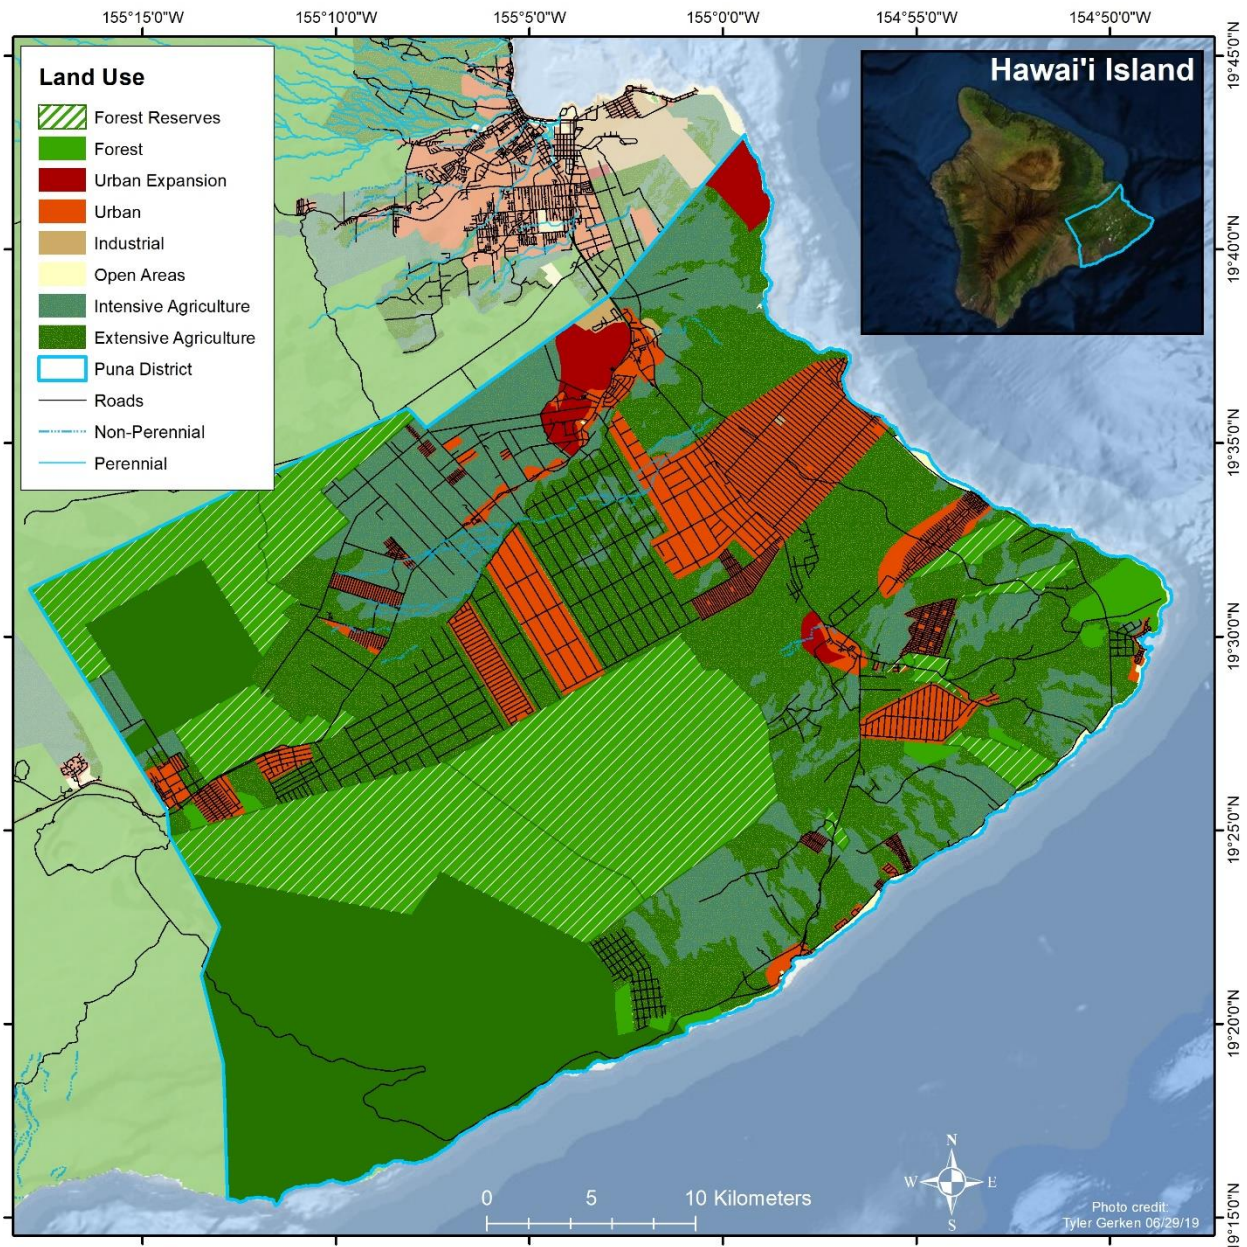 155°15'0"W
155°10'0"W
155°5'0"W
155°0'0"W
154°55'0"W
154°50'0"W
Land Use
Forest Reserves
Forest
Urban Expansion
Urban
Industrial
Open Areas
Intensive Agriculture
Extensive Agriculture
Puna District
Roads
Non-Perennial
Perennial
Hawai'i Island
19°45'0"N
19°40'0"N
19°35'0"N
19°30'0"N
19°25'0"N
19°20'0"N
19°15'0"N
0 5 10 Kilometers
N
W E
S
Photo credit:
Tyler Gerken 06/29/19